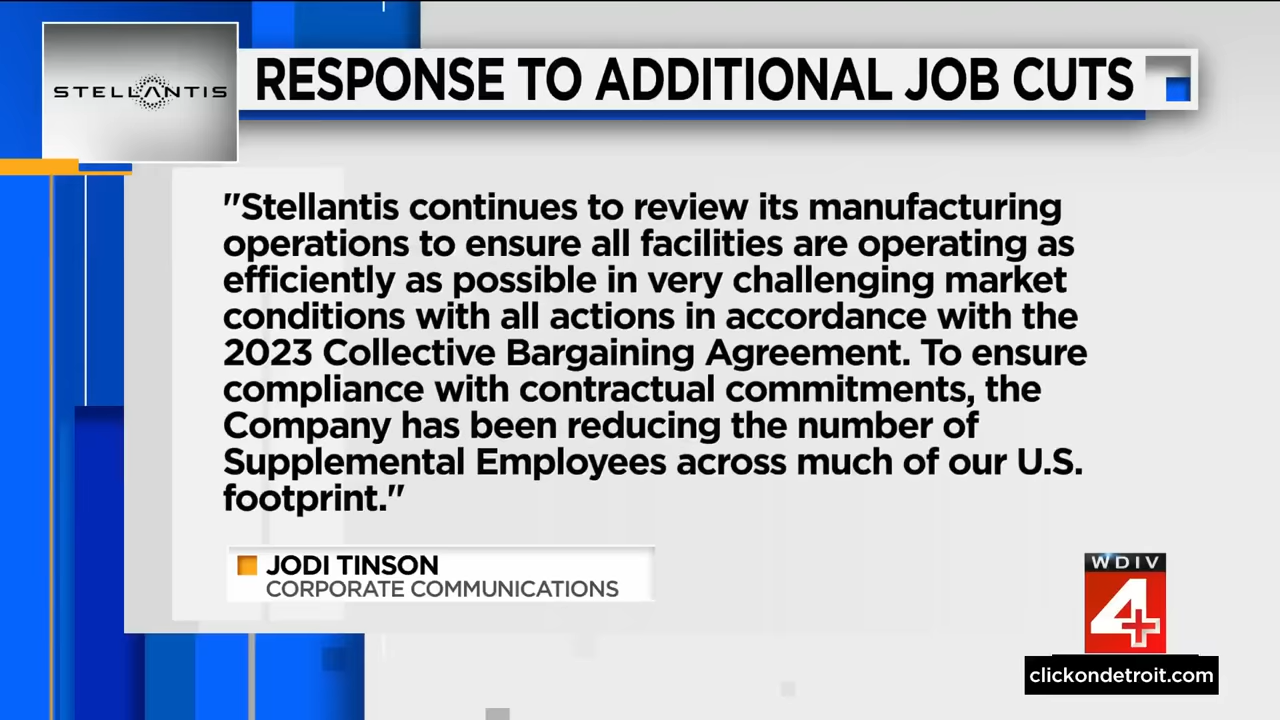 STELLANTIS
RESPONSE TO ADDITIONAL JOB CUTS
"Stellantis continues to review its manufacturing
operations to ensure all facilities are operating as
efficiently as possible in very challenging market
conditions with all actions in accordance with the
2023 Collective Bargaining Agreement. To ensure
compliance with contractual commitments, the
Company has been reducing the number of
Supplemental Employees across much of our U.S.
footprint."
JODI TINSON
CORPORATE COMMUNICATIONS
WDIV
4+
clickondetroit.com